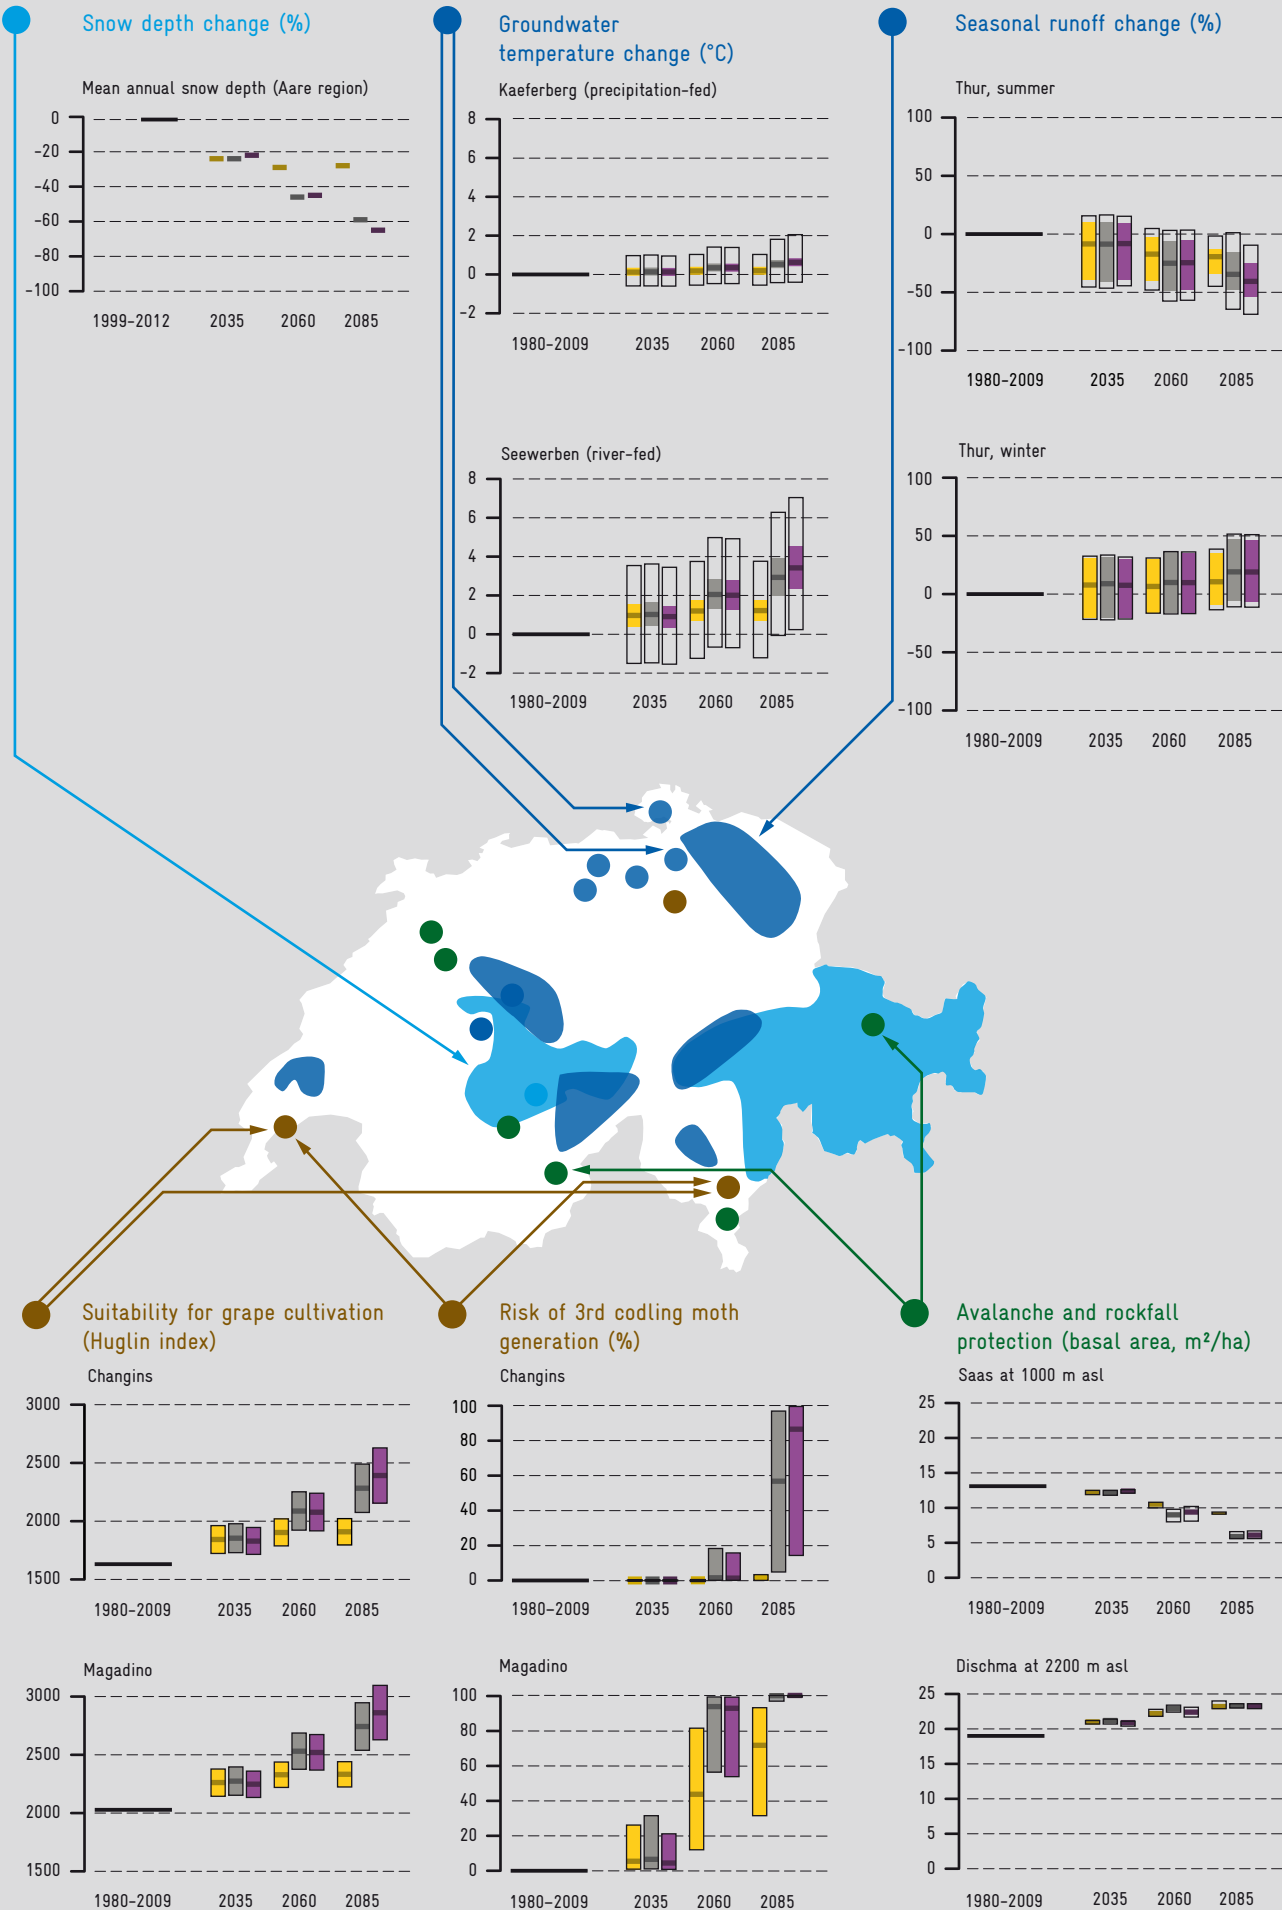 Snow depth change (%)
Mean annual snow depth (Aare region)
0
-20
-40
-60
-80
-100
1999-2012 2035 2060 2085
Groundwater
temperature change (°C)
Kaeferberg (precipitation-fed)
8
6
4
2
0
-2
1980-2009 2035 2060 2085
Seewerben (river-fed)
8
6
4
2
0
-2
1980-2009 2035 2060 2085
Seasonal runoff change (%)
Thur, summer
100
50
0
-50
-100
1980-2009 2035 2060 2085
Thur, winter
100
50
0
-50
-100
1980-2009 2035 2060 2085
Suitability for grape cultivation
(Huglin index)
Changins
3000
2500
2000
1500
1980-2009 2035 2060 2085
Magadino
3000
2500
2000
1500
1980-2009 2035 2060 2085
Risk of 3rd codling moth
generation (%)
Changins
100
80
60
40
20
0
1980-2009 2035 2060 2085
Magadino
100
80
60
40
20
0
1980-2009 2035 2060 2085
Avalanche and rockfall
protection (basal area, m²/ha)
Saas at 1000 m asl
25
20
15
10
5
0
1980-2009 2035 2060 2085
Dischma at 2200 m asl
25
20
15
10
5
0
1980-2009 2035 2060 2085